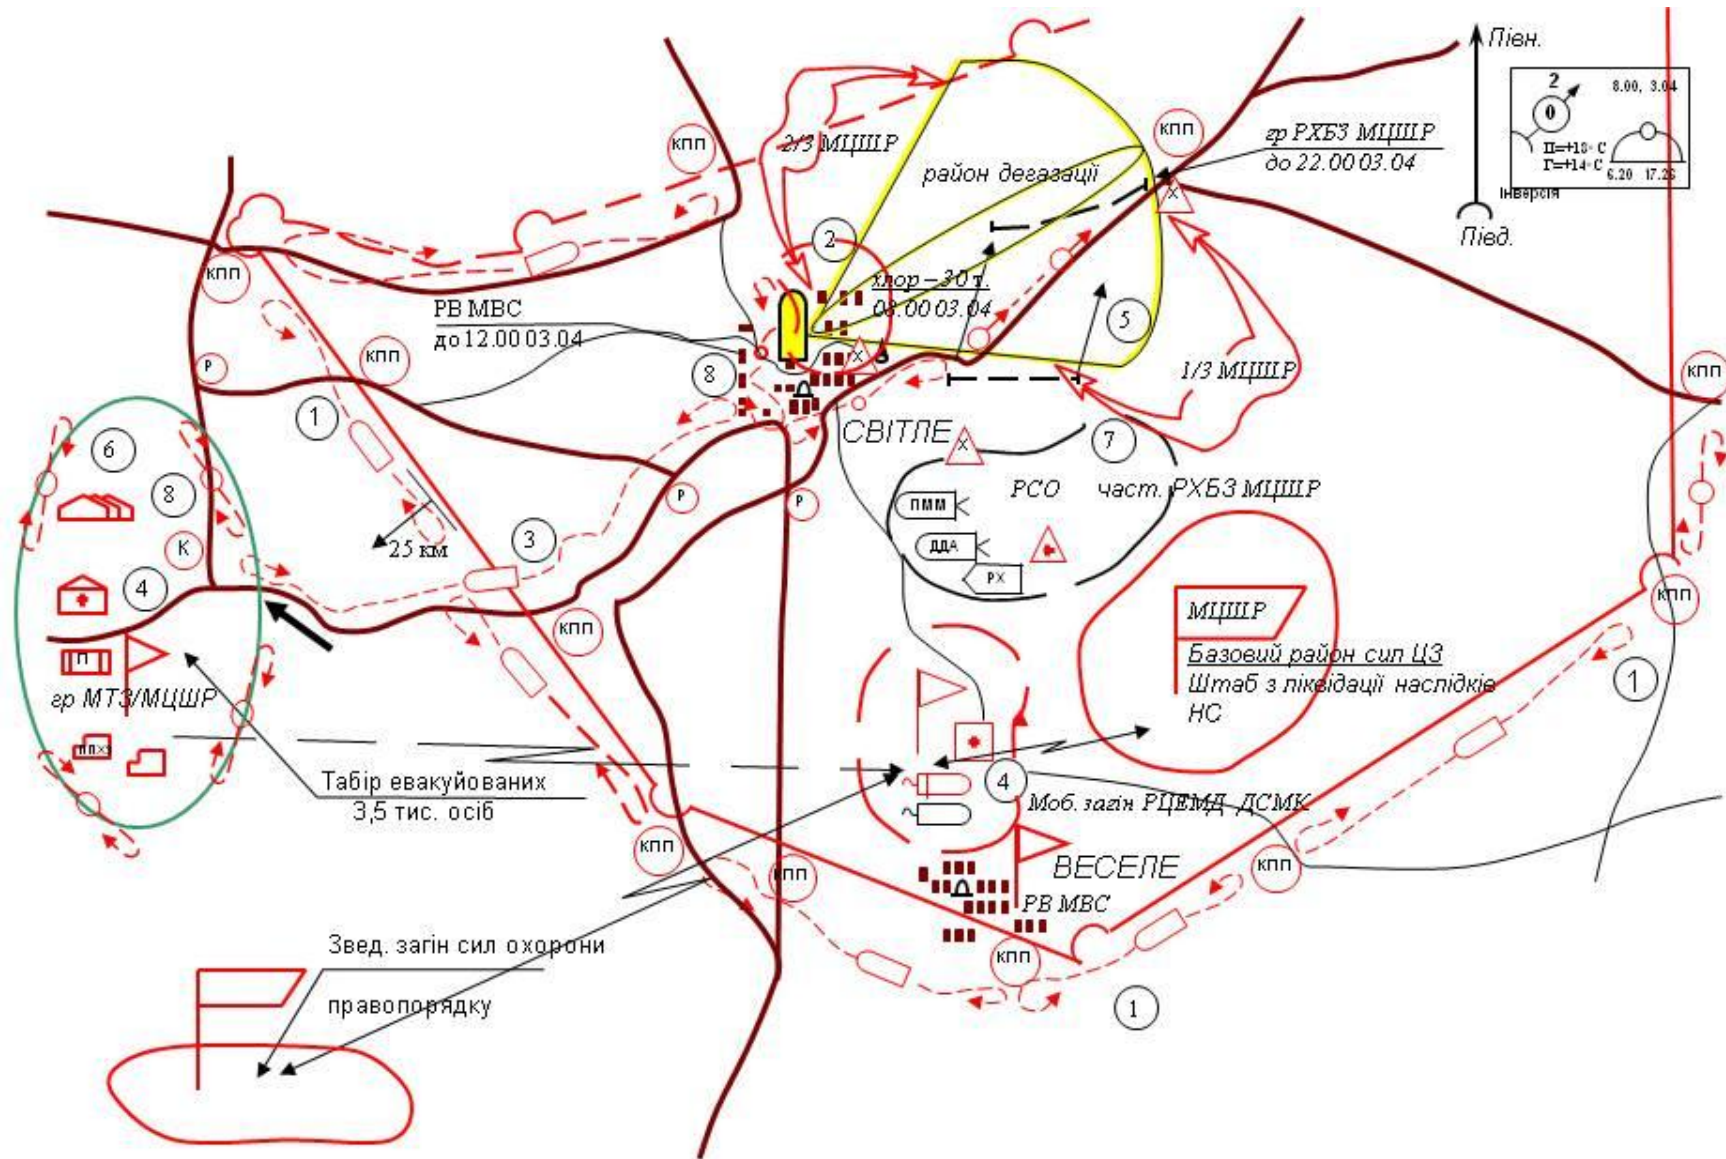 Півн.
2
0
8.00, 3.04
П=+18°С
Г=+14°С
6.20 17.26
Інверсія
Півд.
кпп
кпп
2/3 МЦШР
район дегазації
гр РХБЗ МЦШР
до 22.00 03.04
Х
2
хлор – 30 т.
08.00 03.04
кпп
РВ МВС
до 12.00 03.04
5
кпп
Р
8
Х
1/3 МЦШР
кпп
1
СВІТЛЕ
Х
7
6
8
РСО
част. РХБЗ МЦШР
Р
Р
ПММ
ДДА
РХ
К
3
25 км
4
кпп
МЦШР
Базовий район сил ЦЗ
Штаб з ліквідації наслідків
НС
кпп
1
П
гр МТЗ/МЦШР
Табір евакуйованих
3,5 тис. осіб
4
Моб. загін РЦЕМД ДСМК
кпп
кпп
ВЕСЕЛЕ
РВ МВС
кпп
кпп
1
Звед. загін сил охорони
правопорядку